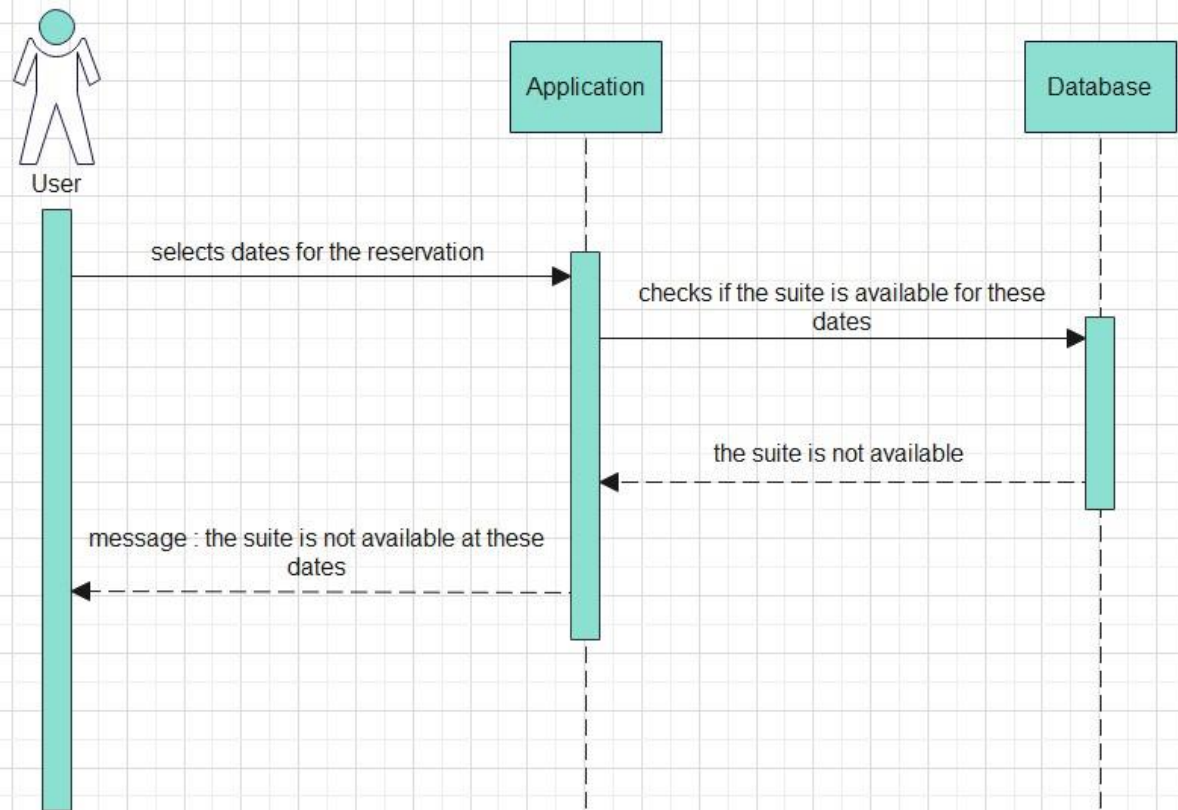 Application
Database
User
selects dates for the reservation
checks if the suite is available for these
dates
the suite is not available
message : the suite is not available at these
dates